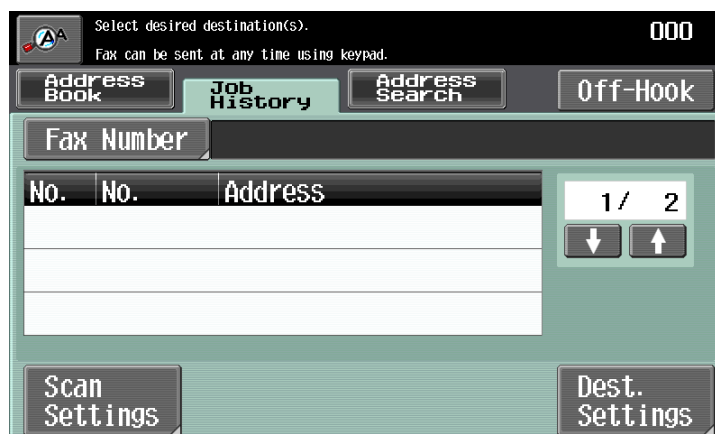 AA
Select desired destination(s).
000
Fax can be sent at any time using keypad.
Address
Book
Job
History
Address
Search
Off-Hook
Fax Number
No. No. Address
1/ 2
Scan
Settings
Dest.
Settings